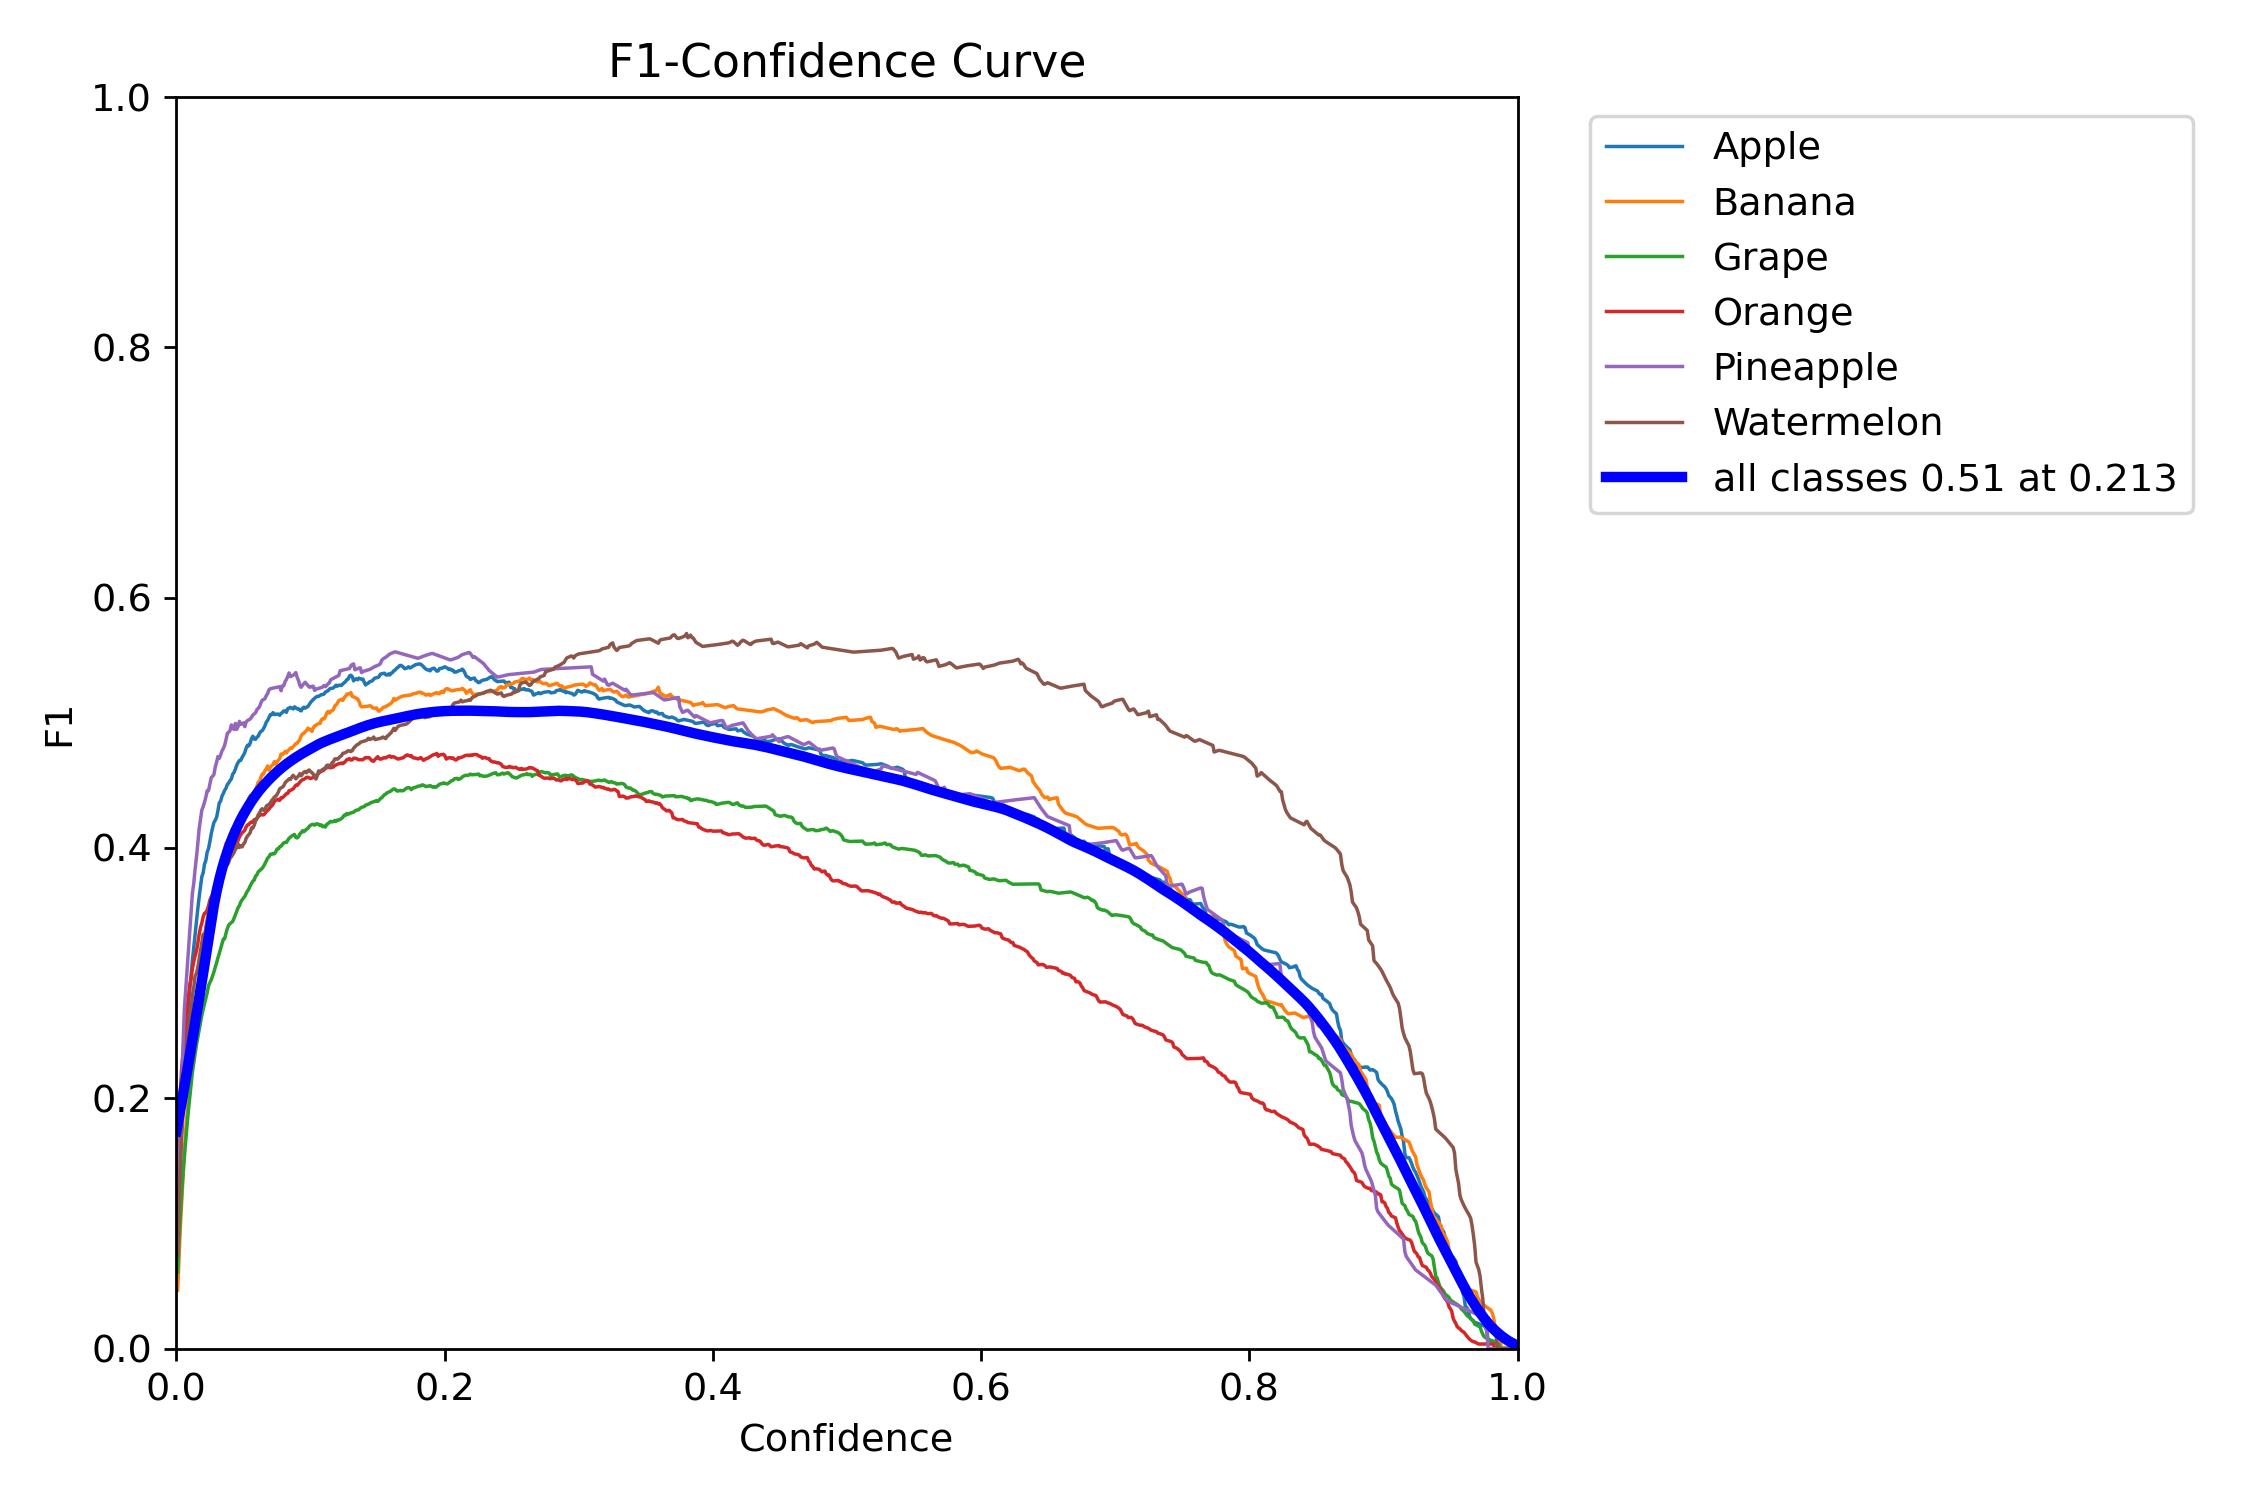 F1-Confidence Curve
1.0
0.8
0.6
0.4
0.2
0.0
F1
0.0 0.2 0.4 0.6 0.8 1.0
Confidence
Apple
Banana
Grape
Orange
Pineapple
Watermelon
all classes 0.51 at 0.213